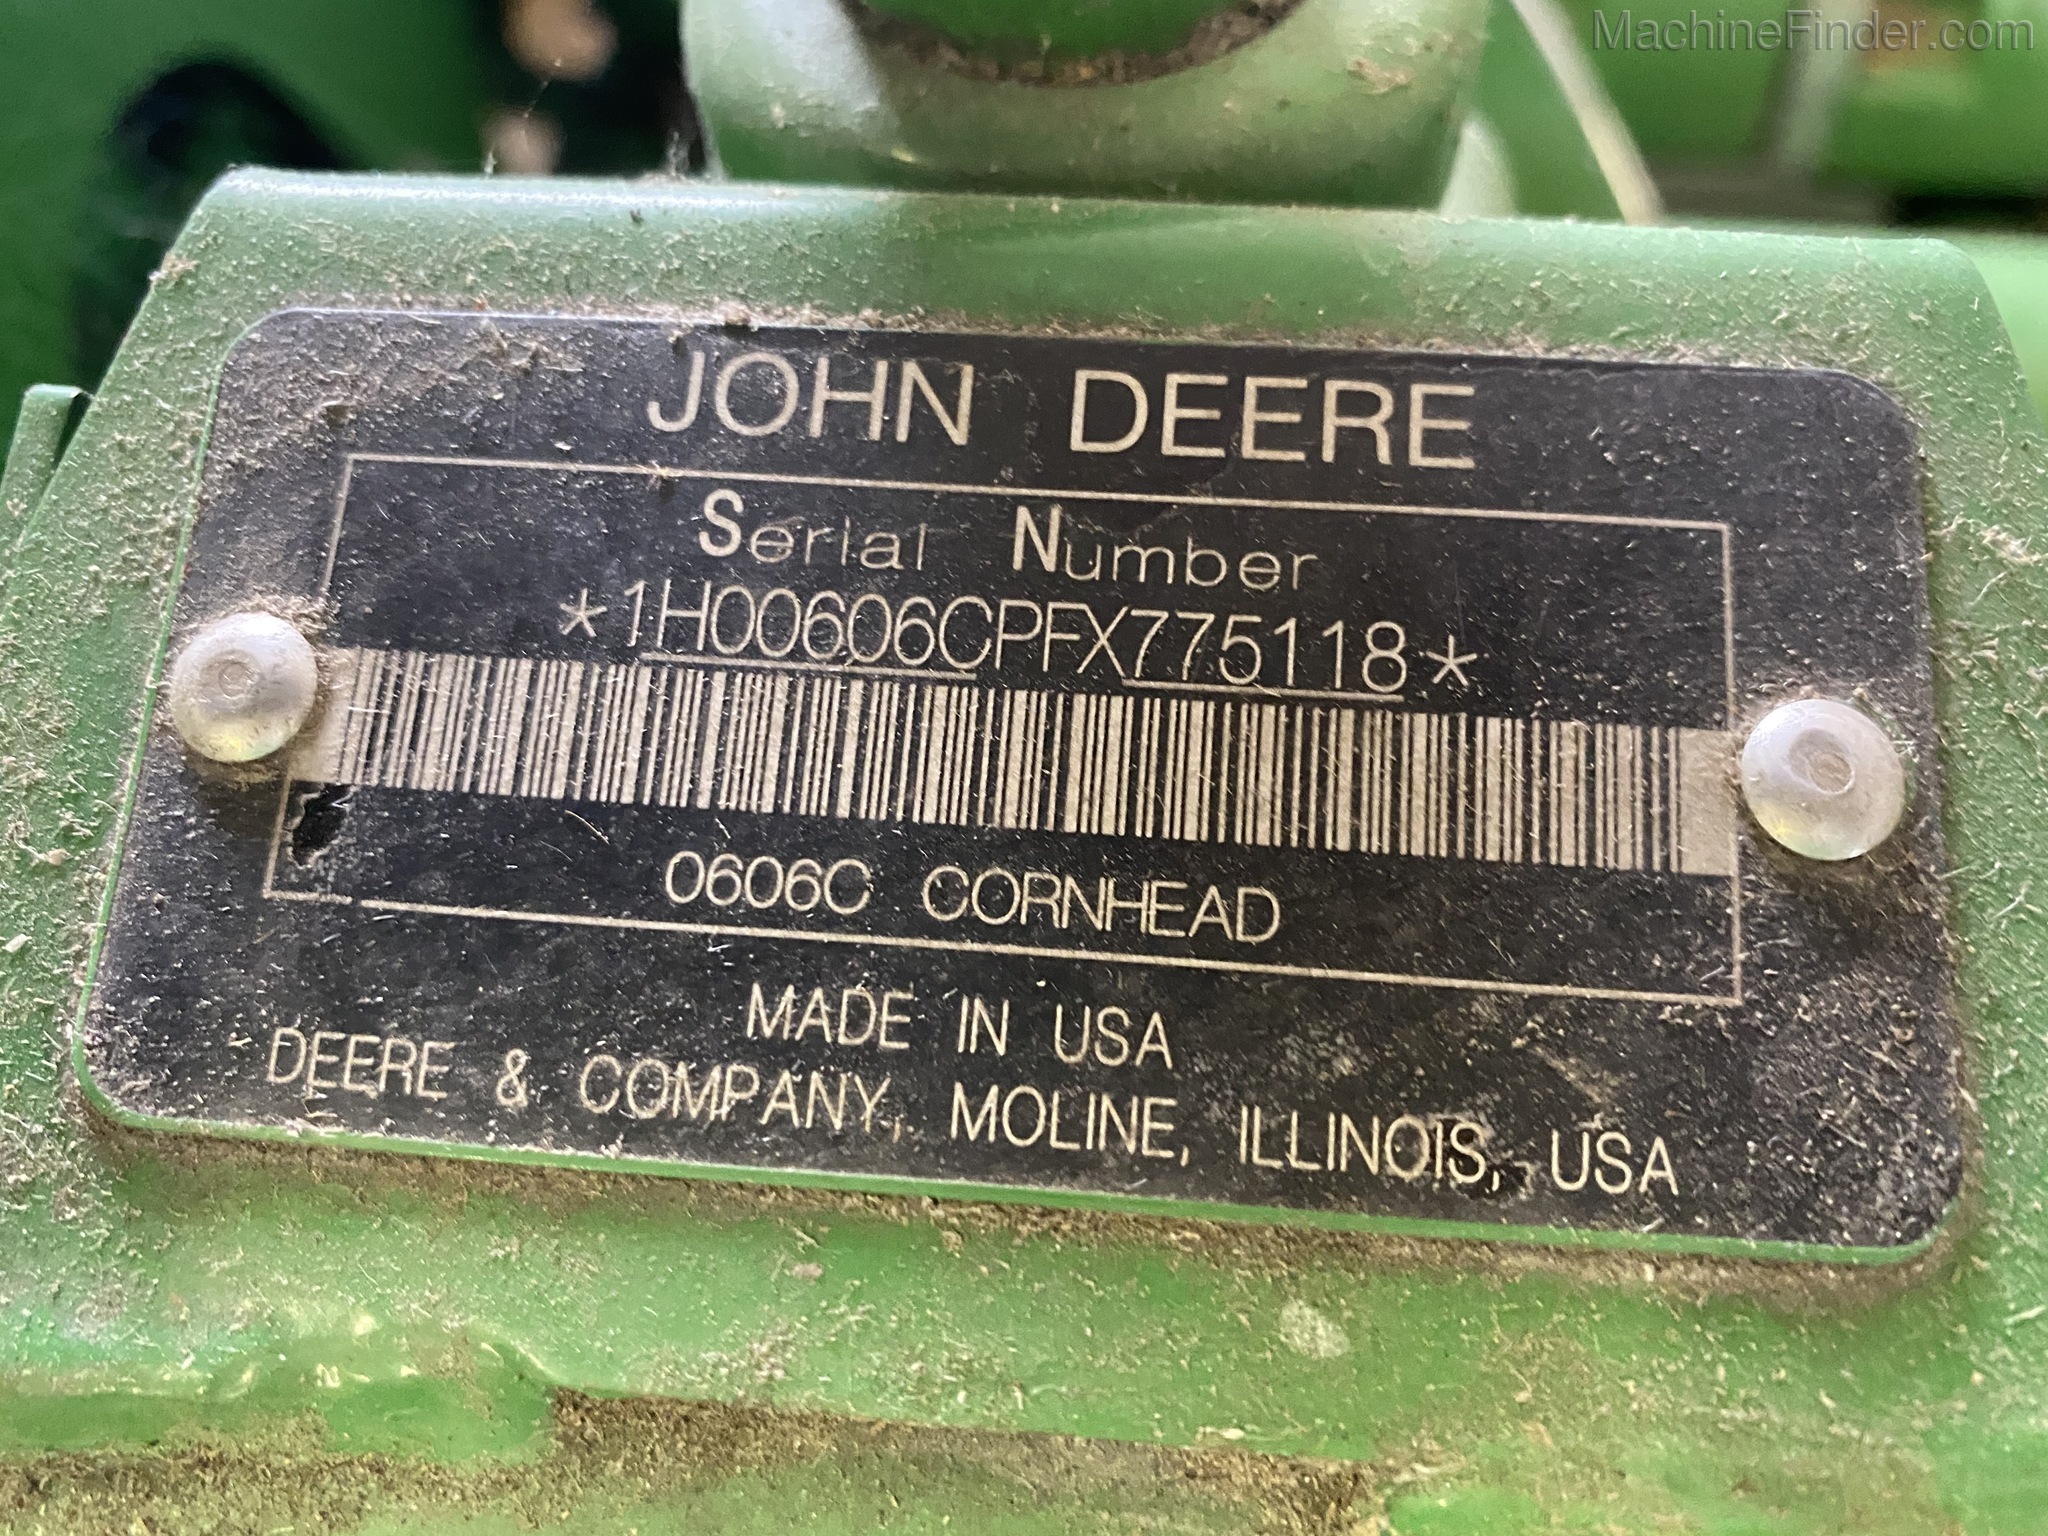 MachineFinder.com
JOHN DEERE
Serial Number
*1H00606CPFX775118*
0606C CORNHEAD
MADE IN USA
DEERE & COMPANY, MOLINE, ILLINOIS, USA